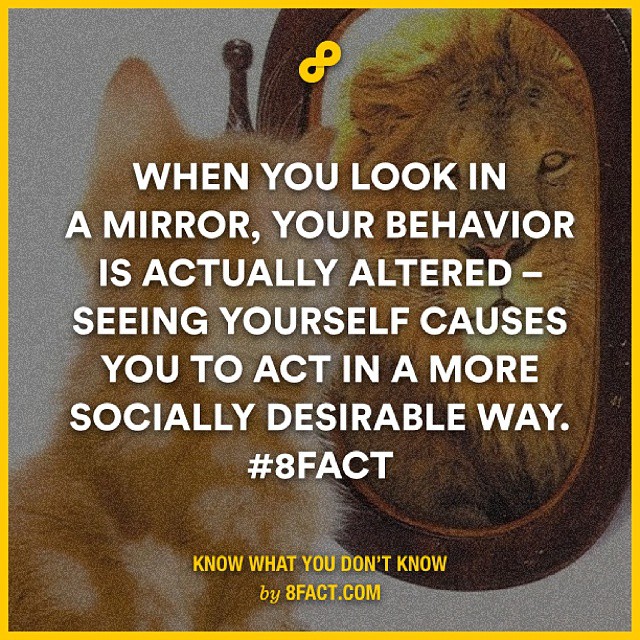 WHEN YOU LOOK IN
A MIRROR, YOUR BEHAVIOR
IS ACTUALLY ALTERED –
SEEING YOURSELF CAUSES
YOU TO ACT IN A MORE
SOCIALLY DESIRABLE WAY.
#8FACT
KNOW WHAT YOU DON'T KNOW
by 8FACT.COM